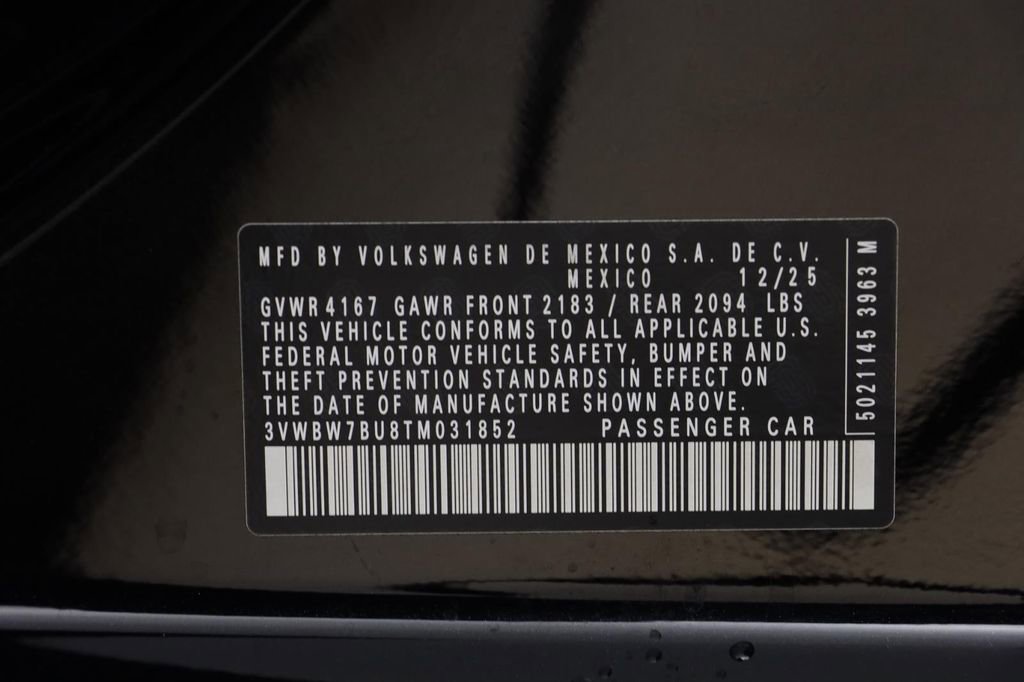 MFD BY VOLKSWAGEN DE MEXICO S.A. DE C.V.
MEXICO 12/25
GVWR 4167 GAWR FRONT 2183 / REAR 2094 LBS
THIS VEHICLE CONFORMS TO ALL APPLICABLE U.S.
FEDERAL MOTOR VEHICLE SAFETY, BUMPER AND
THEFT PREVENTION STANDARDS IN EFFECT ON
THE DATE OF MANUFACTURE SHOWN ABOVE.
3VWBW7BU8TM031852 PASSENGER CAR
5021145 3963 M